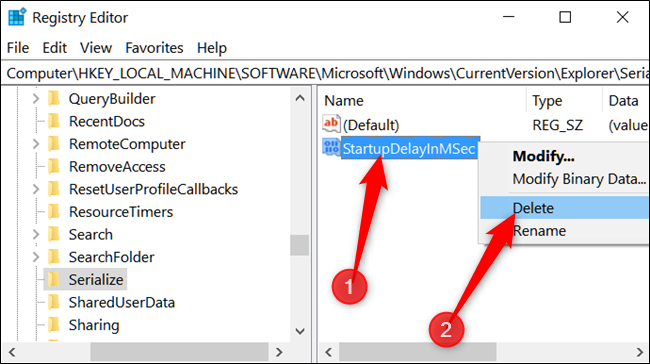 Registry Editor
File Edit View Favorites Help
Computer\HKEY_LOCAL_MACHINE\SOFTWARE\Microsoft\Windows\CurrentVersion\Explorer\Seria
QueryBuilder
RecentDocs
RemoteComputer
RemoveAccess
ResetUserProfileCallbacks
ResourceTimers
Search
SearchFolder
Serialize
SharedUserData
Sharing
Name Type Data
ab (Default) REG_SZ (value
StartupDelayInMSec
Modify...
Modify Binary Data...
Delete
Rename
1
2